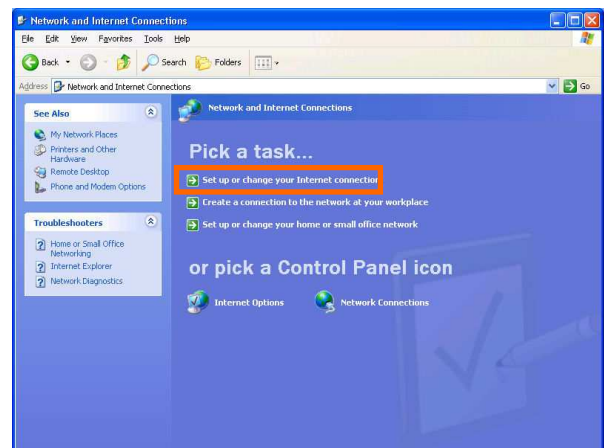 Network and Internet Connections
File Edit View Favorites Tools Help
Back Search Folders
Address Network and Internet Connections Go
See Also
My Network Places
Printers and Other
Hardware
Remote Desktop
Phone and Modem Options
Troubleshooters
Home or Small Office
Networking
Internet Explorer
Network Diagnostics
Network and Internet Connections
Pick a task...
Set up or change your Internet connection
Create a connection to the network at your workplace
Set up or change your home or small office network
or pick a Control Panel icon
Internet Options Network Connections